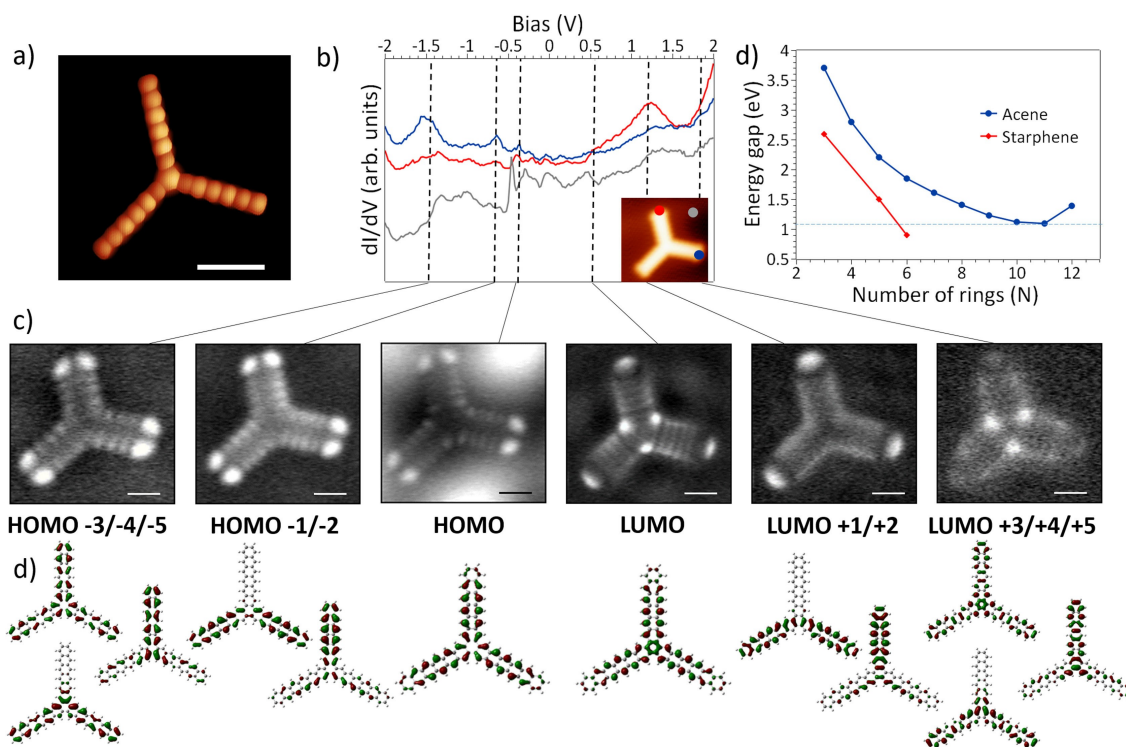 a)
b)
Bias (V)
-2 -1.5 -1 -0.5 0 0.5 1 1.5 2
dI/dV (arb. units)
d)
4
3.5
3
2.5
2
1.5
1
0.5
Energy gap (eV)
Acene
Starphene
2 4 6 8 10 12
Number of rings (N)
c)
HOMO -3/-4/-5 HOMO -1/-2 HOMO LUMO LUMO +1/+2 LUMO +3/+4/+5
d)